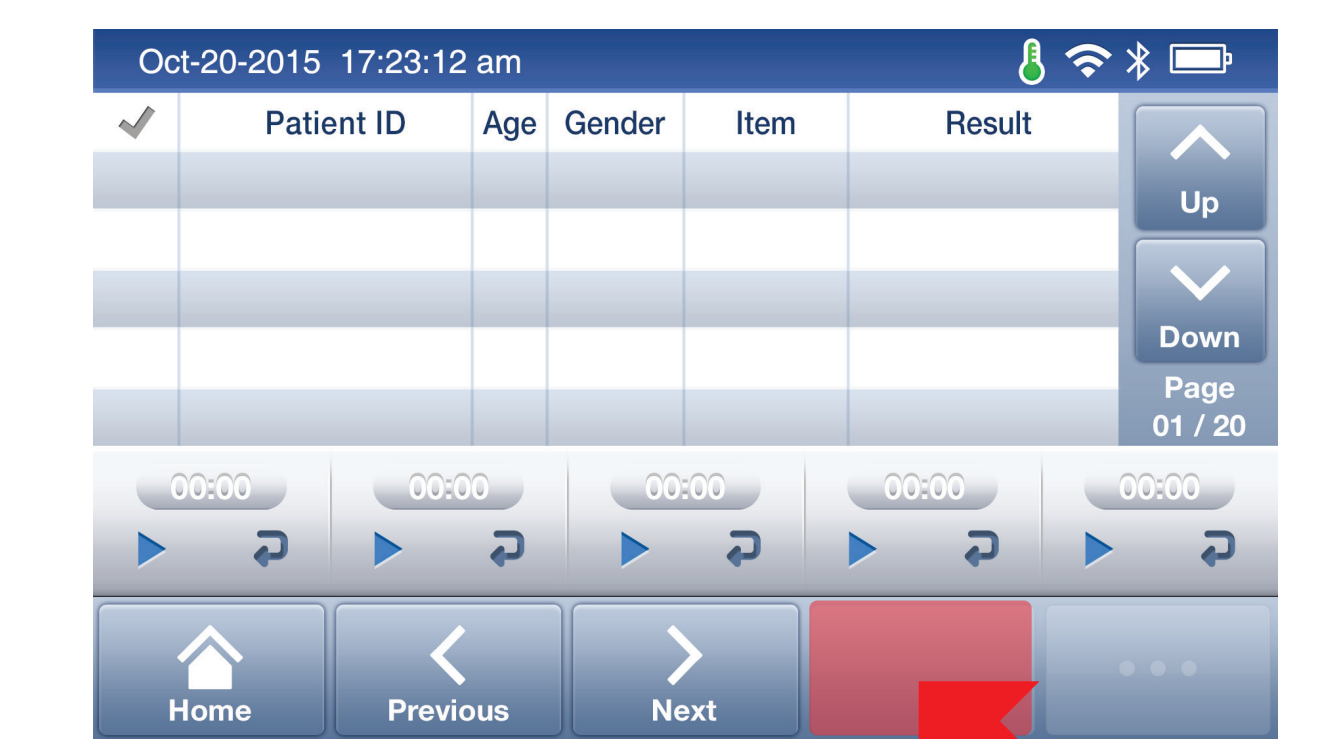 Oct-20-2015 17:23:12 am
Patient ID Age Gender Item Result
Up
Down
Page
01 / 20
00:00 00:00 00:00 00:00 00:00
Home Previous Next